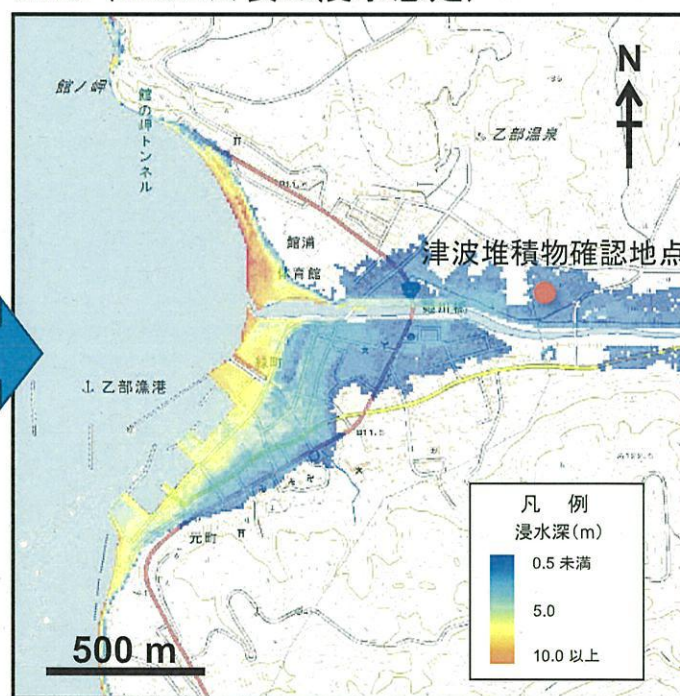 N
館ノ岬
館の岬トンネル
乙部温泉
館浦
体育館
津波堆積物確認地点
姫川橋
緑町
乙部漁港
元町
凡 例
浸水深(m)
0.5 未満
5.0
10.0 以上
500 m